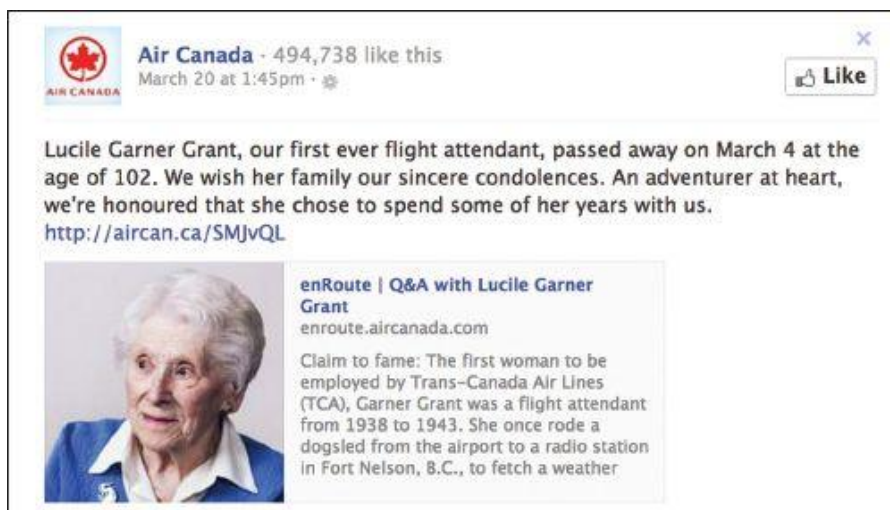 Air Canada · 494,738 like this
March 20 at 1:45pm ·
Like
AIR CANADA
Lucile Garner Grant, our first ever flight attendant, passed away on March 4 at the
age of 102. We wish her family our sincere condolences. An adventurer at heart,
we're honoured that she chose to spend some of her years with us.
http://aircan.ca/SMJvQL
enRoute | Q&A with Lucile Garner
Grant
enroute.aircanada.com
Claim to fame: The first woman to be
employed by Trans-Canada Air Lines
(TCA), Garner Grant was a flight attendant
from 1938 to 1943. She once rode a
dogsled from the airport to a radio station
in Fort Nelson, B.C., to fetch a weather